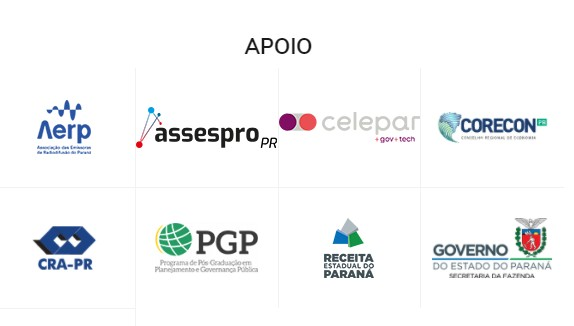 APOIO
Aerp
Associação das Emissoras
de Radiodifusão do Paraná
assespro PR
celepar
gov tech
CORECON PR
CONSELHO REGIONAL DE ECONOMIA
CRA-PR
PGP
Programa de Pós-Graduação em
Planejamento e Governança Pública
RECEITA
ESTADUAL DO
PARANÁ
GOVERNO
DO ESTADO DO PARANÁ
SECRETARIA DA FAZENDA